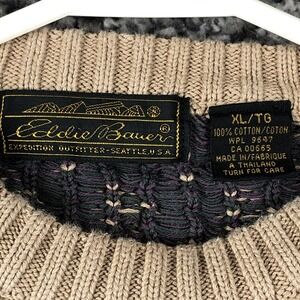 Eddie Bauer®
EXPEDITION OUTFITTER-SEATTLE, U.S.A
XL/TG
100% COTTON/COTON
WPL 9607
CA 00665
MADE IN/FABRIQUE
A THAILAND
TURN FOR CARE